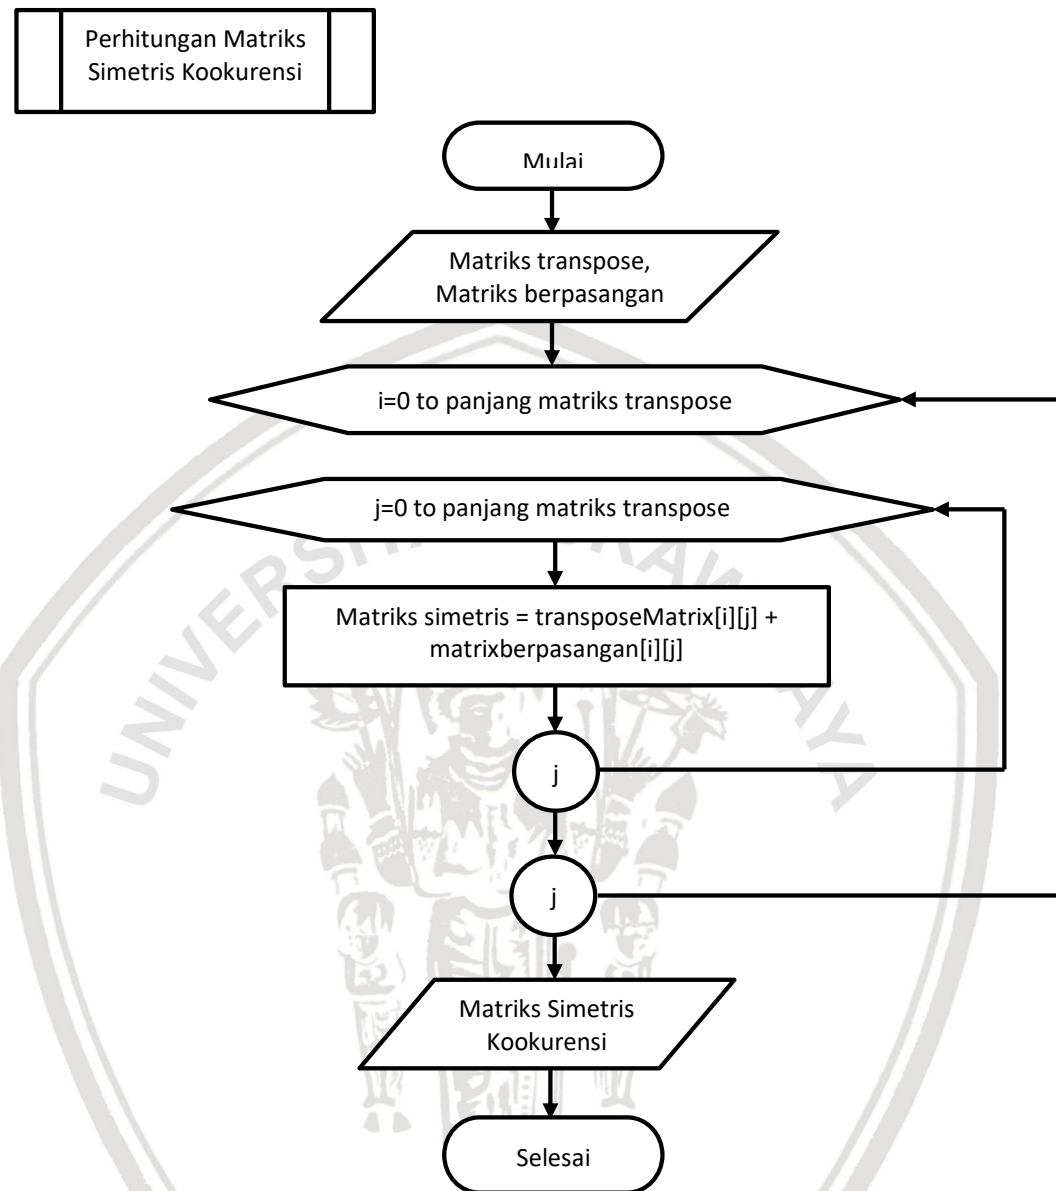 Perhitungan Matriks
Simetris Kookurensi
Mulai
Matriks transpose,
Matriks berpasangan
i=0 to panjang matriks transpose
j=0 to panjang matriks transpose
Matriks simetris = transposeMatrix[i][j] +
matrixberpasangan[i][j]
j
j
Matriks Simetris
Kookurensi
Selesai